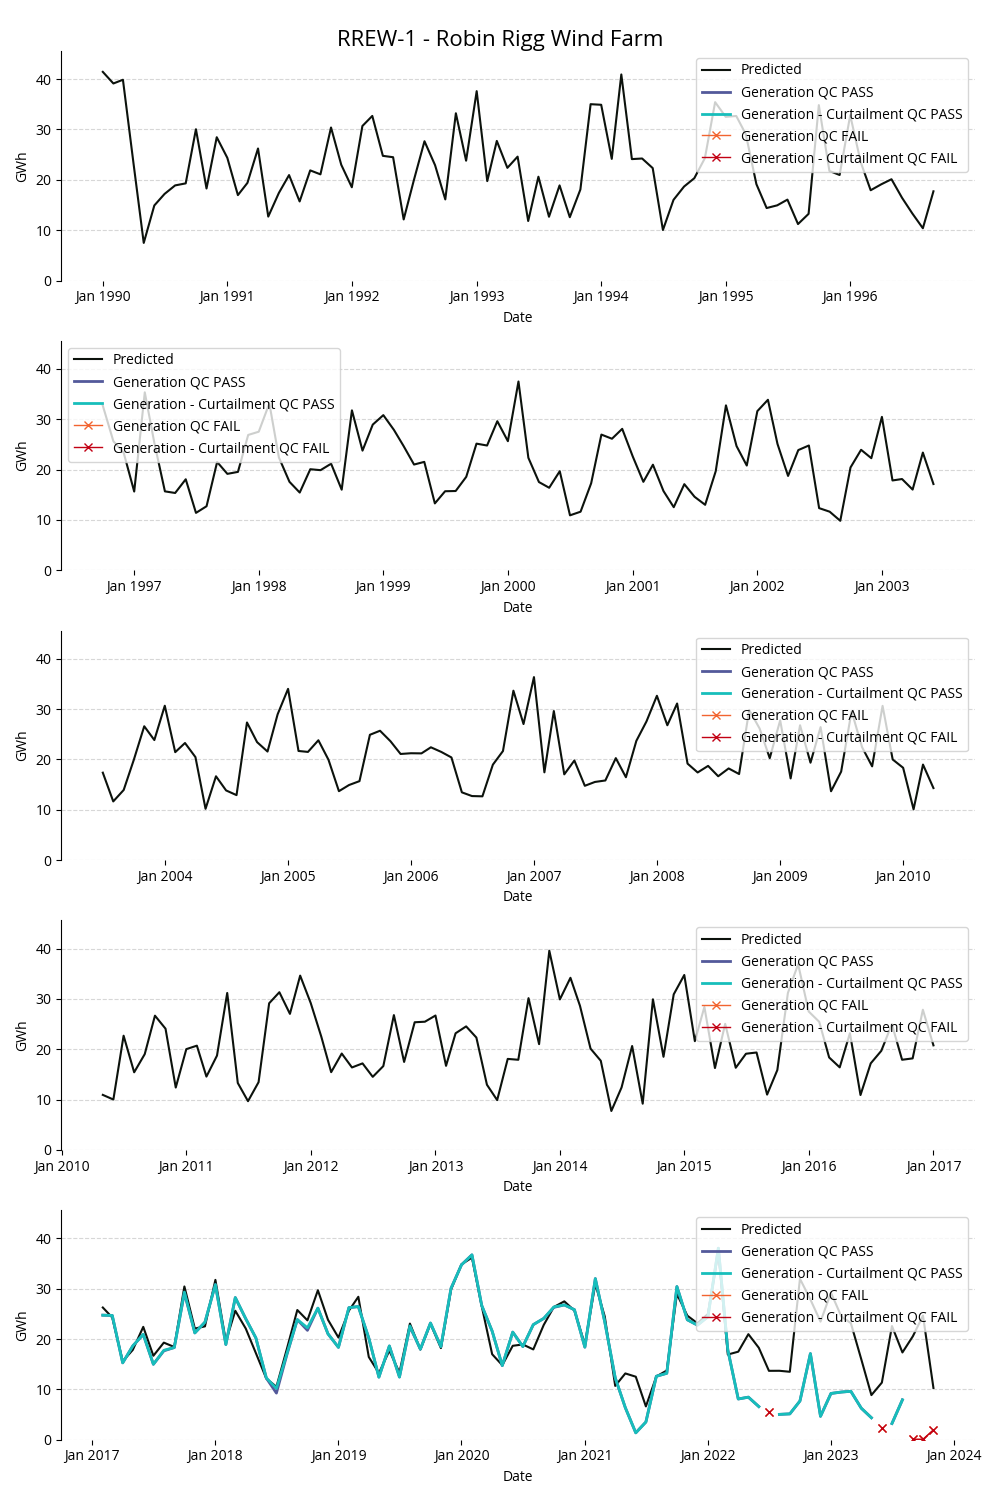 RREW-1 - Robin Rigg Wind Farm
Predicted
Generation QC PASS
Generation - Curtailment QC PASS
Generation QC FAIL
Generation - Curtailment QC FAIL
GWh
40
30
20
10
0
Jan 1990 Jan 1991 Jan 1992 Jan 1993 Jan 1994 Jan 1995 Jan 1996
Date
Predicted
Generation QC PASS
Generation - Curtailment QC PASS
Generation QC FAIL
Generation - Curtailment QC FAIL
GWh
40
30
20
10
0
Jan 1997 Jan 1998 Jan 1999 Jan 2000 Jan 2001 Jan 2002 Jan 2003
Date
Predicted
Generation QC PASS
Generation - Curtailment QC PASS
Generation QC FAIL
Generation - Curtailment QC FAIL
GWh
40
30
20
10
0
Jan 2004 Jan 2005 Jan 2006 Jan 2007 Jan 2008 Jan 2009 Jan 2010
Date
Predicted
Generation QC PASS
Generation - Curtailment QC PASS
Generation QC FAIL
Generation - Curtailment QC FAIL
GWh
40
30
20
10
0
Jan 2010 Jan 2011 Jan 2012 Jan 2013 Jan 2014 Jan 2015 Jan 2016 Jan 2017
Date
Predicted
Generation QC PASS
Generation - Curtailment QC PASS
Generation QC FAIL
Generation - Curtailment QC FAIL
GWh
40
30
20
10
0
Jan 2017 Jan 2018 Jan 2019 Jan 2020 Jan 2021 Jan 2022 Jan 2023 Jan 2024
Date